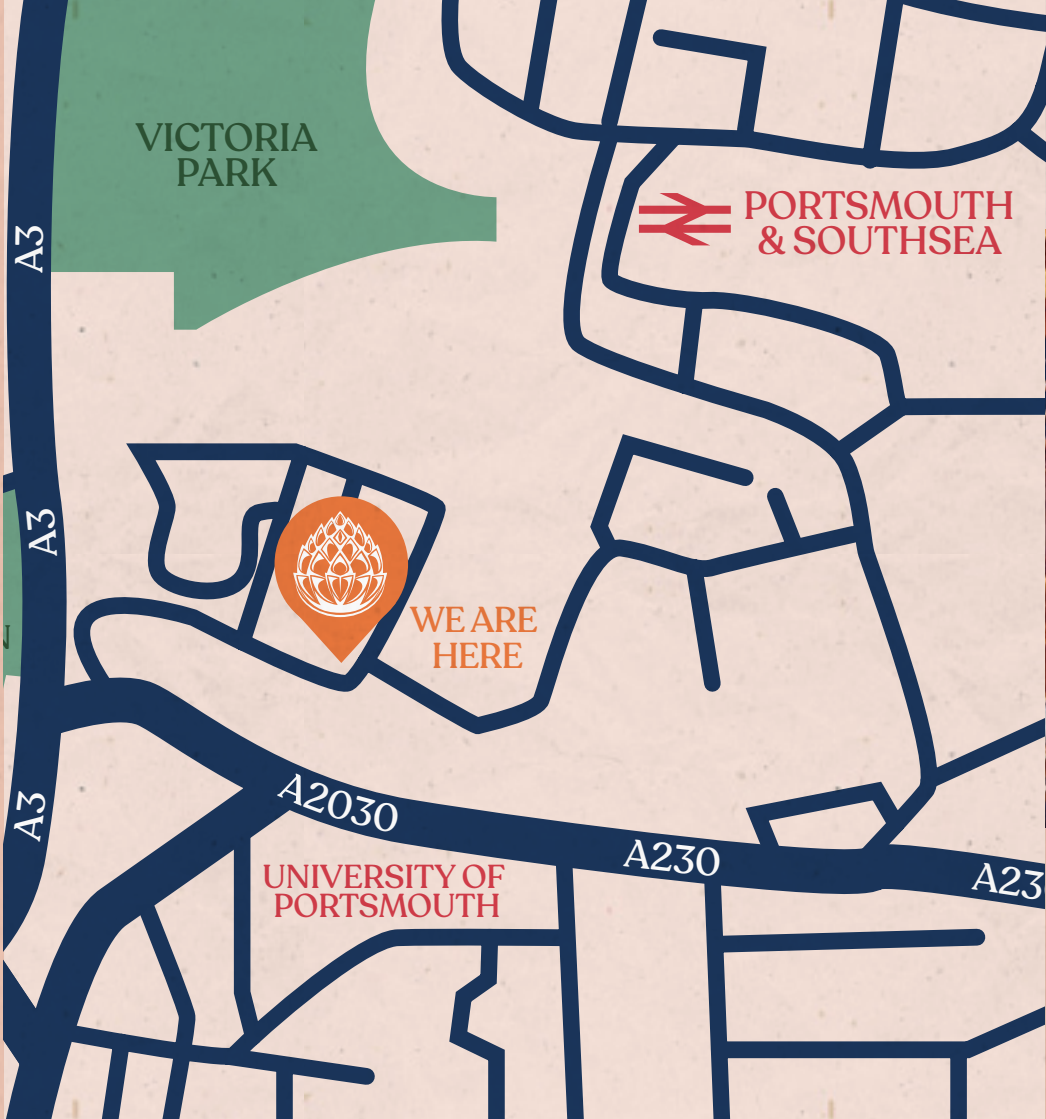 VICTORIA
PARK
PORTSMOUTH
& SOUTHSEA
A3
A3
WE ARE
HERE
A3
A2030
A230
A23
UNIVERSITY OF
PORTSMOUTH